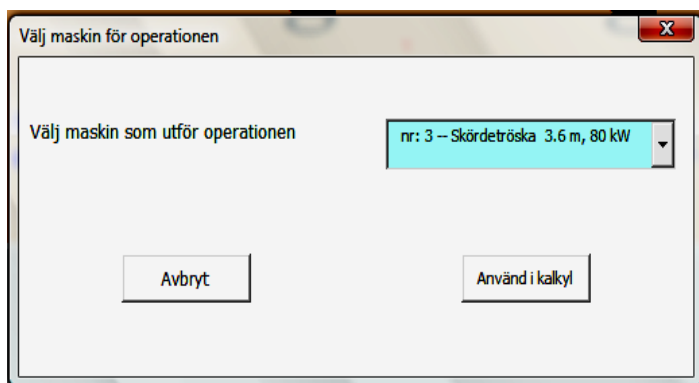 Välj maskin för operationen
Välj maskin som utför operationen
nr: 3 -- Skördetröska 3.6 m, 80 kW
Avbryt
Använd i kalkyl